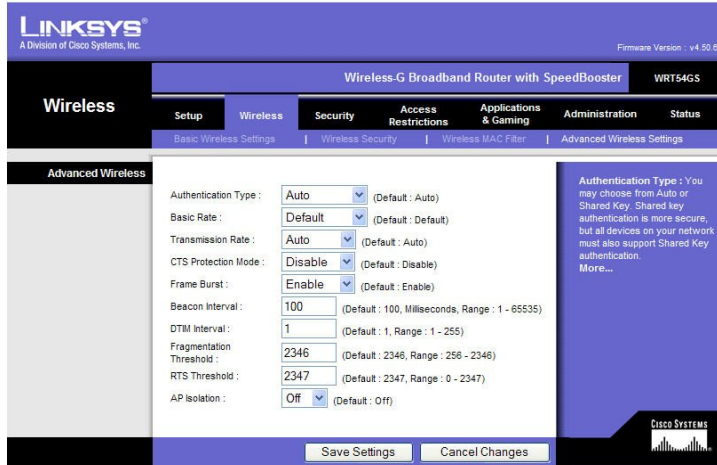 LINKSYS®
A Division of Cisco Systems, Inc.
Firmware Version : v4.50.6
Wireless-G Broadband Router with SpeedBooster WRT54GS
Wireless
Setup Wireless Security Access Restrictions Applications & Gaming Administration Status
Basic Wireless Settings | Wireless Security | Wireless MAC Filter | Advanced Wireless Settings
Advanced Wireless
Authentication Type : Auto (Default : Auto)
Basic Rate : Default (Default : Default)
Transmission Rate : Auto (Default : Auto)
CTS Protection Mode : Disable (Default : Disable)
Frame Burst : Enable (Default : Enable)
Beacon Interval : 100 (Default : 100, Milliseconds, Range : 1 - 65535)
DTIM Interval : 1 (Default : 1, Range : 1 - 255)
Fragmentation
Threshold : 2346 (Default : 2346, Range : 256 - 2346)
RTS Threshold : 2347 (Default : 2347, Range : 0 - 2347)
AP Isolation : Off (Default : Off)
Authentication Type : You
may choose from Auto or
Shared Key. Shared key
authentication is more secure,
but all devices on your network
must also support Shared Key
authentication.
More...
Save Settings Cancel Changes
CISCO SYSTEMS